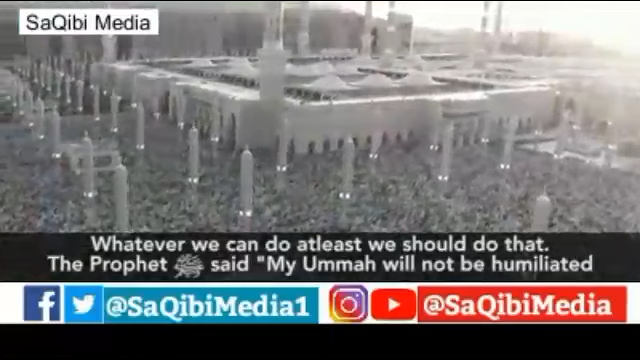 SaQibi Media
Whatever we can do atleast we should do that.
The Prophet ﷺ said "My Ummah will not be humiliated
@SaQibiMedia1 @SaQibiMedia